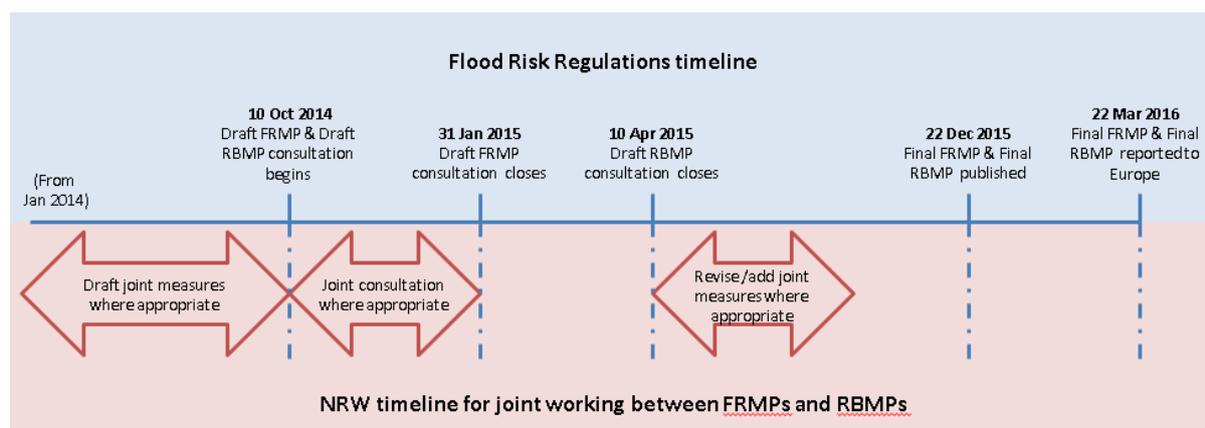 Flood Risk Regulations timeline
(From
Jan 2014)
10 Oct 2014
Draft FRMP & Draft
RBMP consultation
begins
31 Jan 2015
Draft FRMP
consultation closes
10 Apr 2015
Draft RBMP
consultation closes
22 Dec 2015
Final FRMP & Final
RBMP published
22 Mar 2016
Final FRMP & Final
RBMP reported to
Europe
Draft joint measures
where appropriate
Joint consultation
where appropriate
Revise/add joint
measures where
appropriate
NRW timeline for joint working between FRMPs and RBMPs